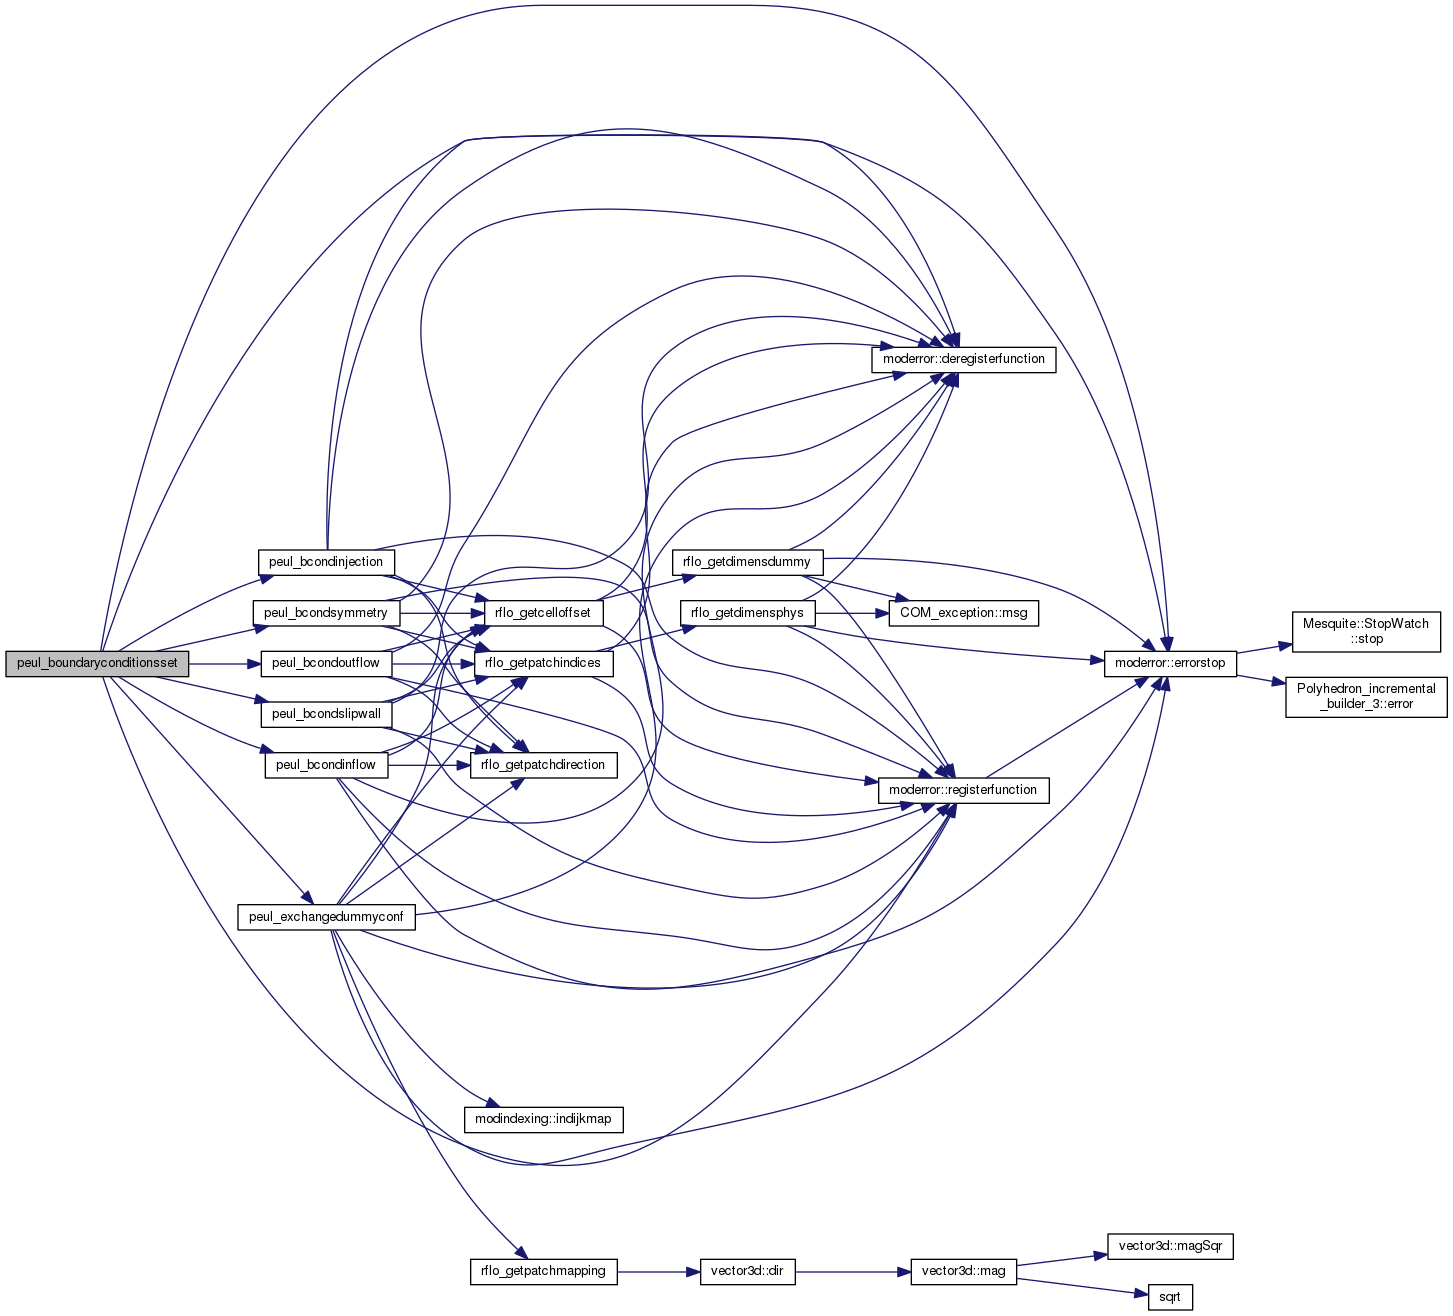 peul_boundaryconditionsset
peul_bcondinjection
peul_bcondsymmetry
peul_bcondoutflow
peul_bcondslipwall
peul_bcondinflow
peul_exchangedummyconf
rflo_getcelloffset
rflo_getpatchindices
rflo_getpatchdirection
modindexing::indijkmap
rflo_getpatchmapping
rflo_getdimensdummy
rflo_getdimensphys
vector3d::dir
moderror::deregisterfunction
COM_exception::msg
moderror::registerfunction
vector3d::mag
moderror::errorstop
vector3d::magSqr
sqrt
Mesquite::StopWatch
::stop
Polyhedron_incremental
_builder_3::error